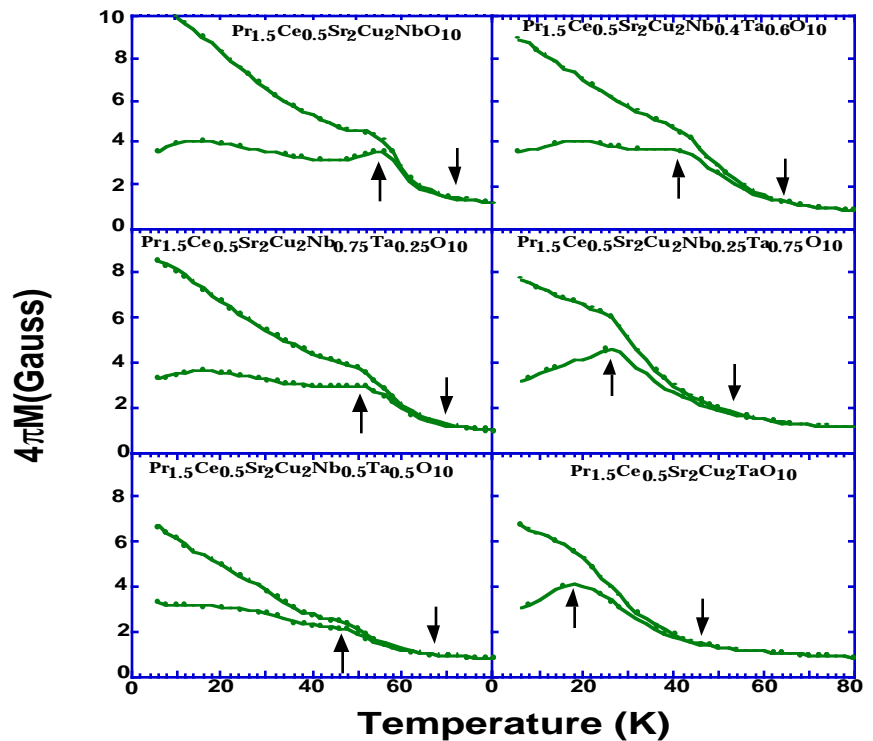 10
8
6
4
2
0
Pr1.5Ce0.5Sr2Cu2NbO10
Pr1.5Ce0.5Sr2Cu2Nb0.4Ta0.6O10
8
6
4
2
0
Pr1.5Ce0.5Sr2Cu2Nb0.75Ta0.25O10
Pr1.5Ce0.5Sr2Cu2Nb0.25Ta0.75O10
8
6
4
2
0
Pr1.5Ce0.5Sr2Cu2Nb0.5Ta0.5O10
Pr1.5Ce0.5Sr2Cu2TaO10
4πM(Gauss)
0 20 40 60 0 20 40 60 80
Temperature (K)